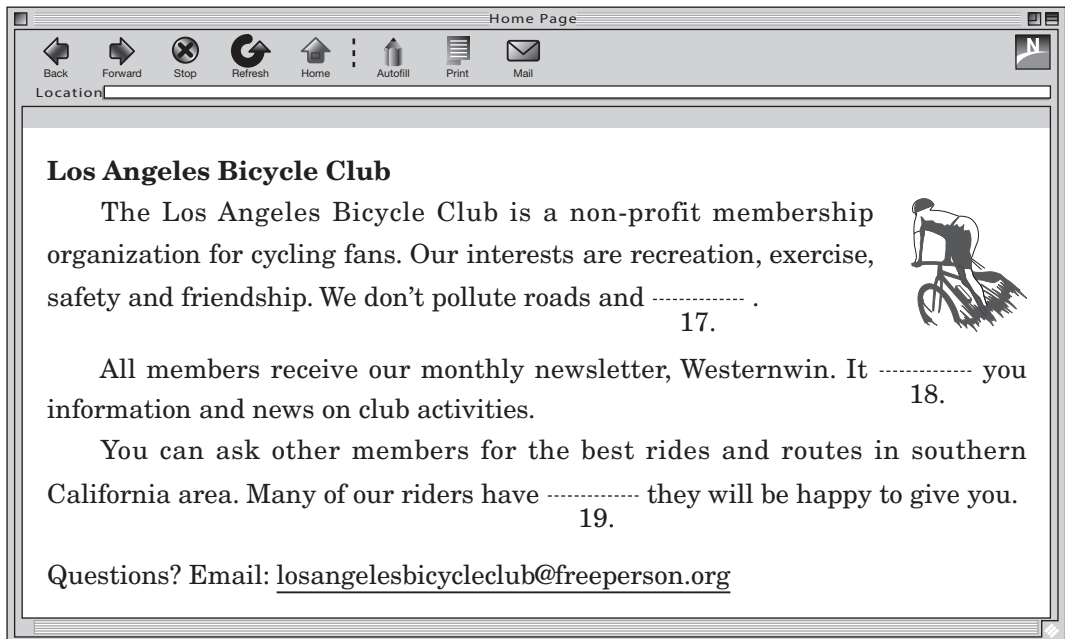 Home Page
Back Forward Stop Refresh Home Autofill Print Mail
N
Location
Los Angeles Bicycle Club
The Los Angeles Bicycle Club is a non-profit membership
organization for cycling fans. Our interests are recreation, exercise,
safety and friendship. We don't pollute roads and -------------- .
17.
All members receive our monthly newsletter, Westernwin. It -------------- you
18.
information and news on club activities.
You can ask other members for the best rides and routes in southern
California area. Many of our riders have -------------- they will be happy to give you.
19.
Questions? Email: losangelesbicycleclub@freeperson.org